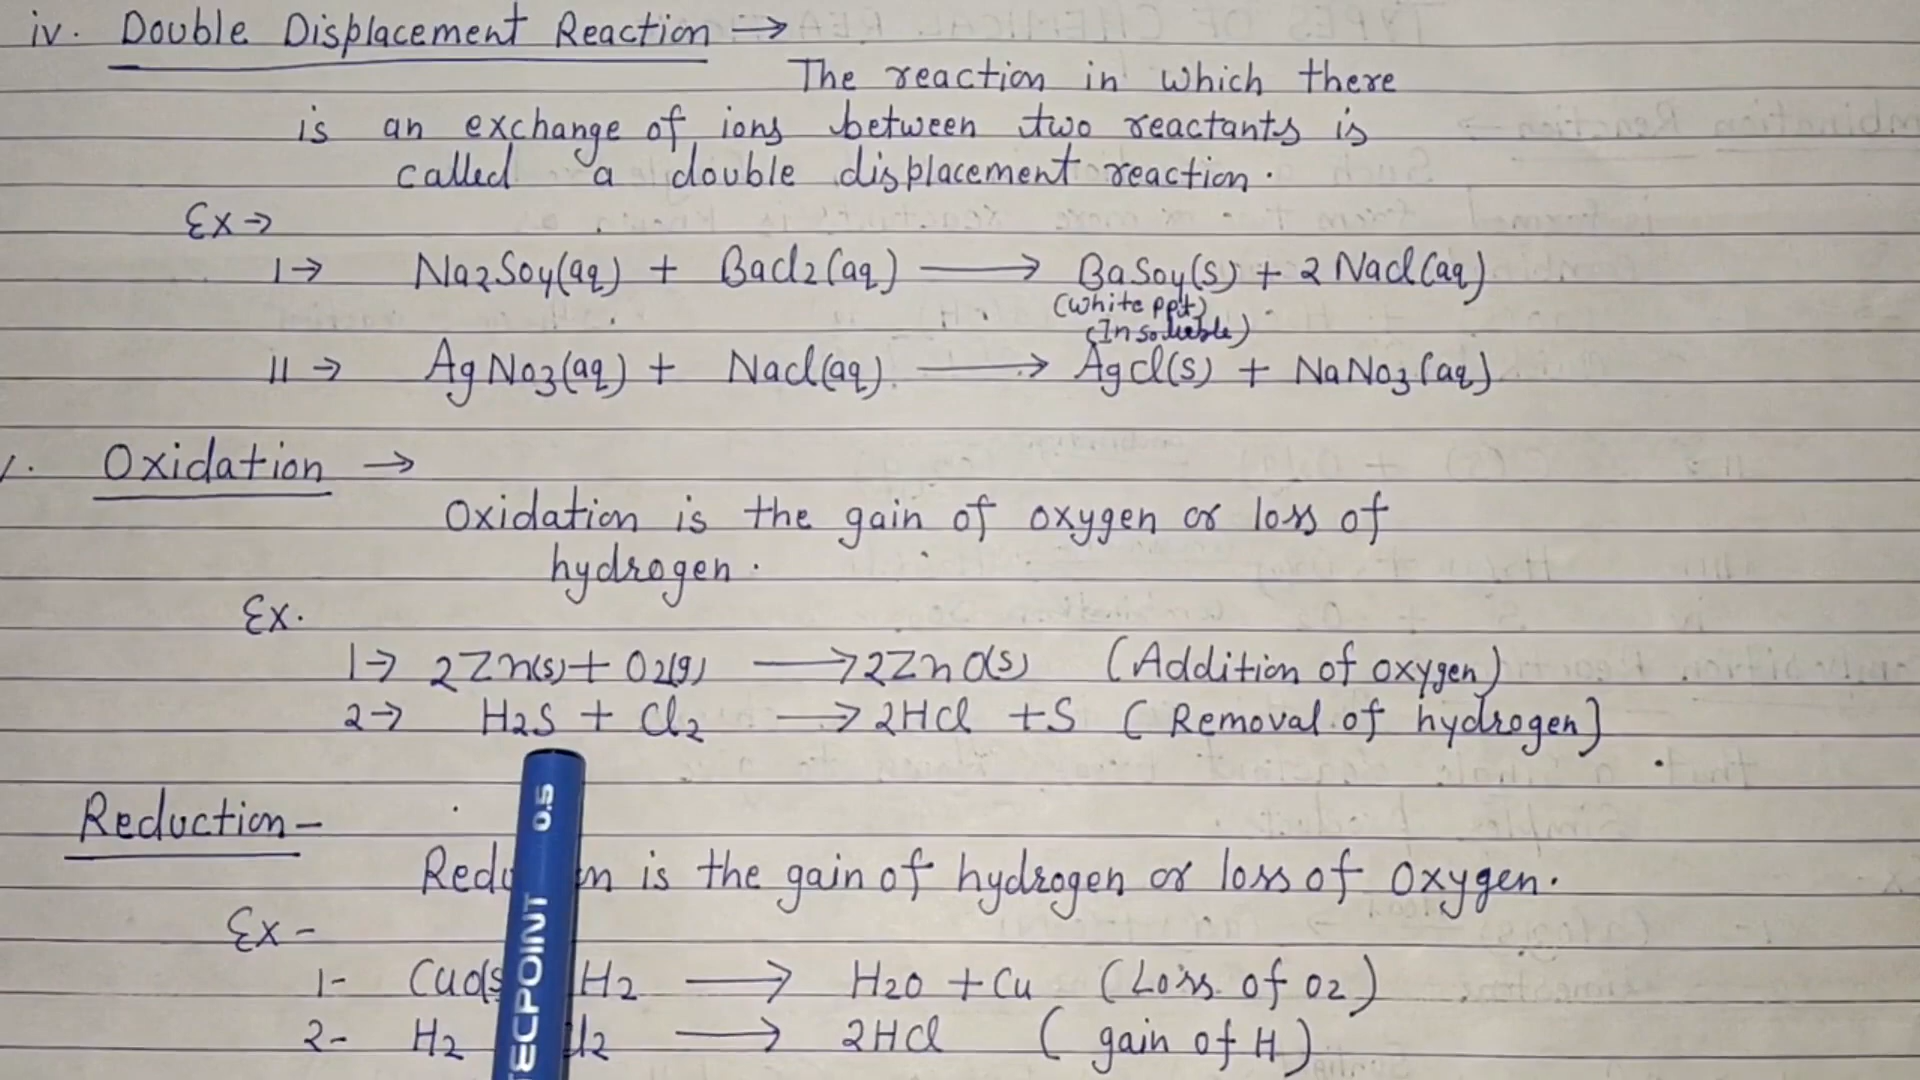 iv. Double Displacement Reaction →
The reaction in which there
is an exchange of ions between two reactants is
called a double displacement reaction.
Ex →
I → Na2So4(aq) + Bacl2(aq) ⟶ BaSo4(s) + 2 Nacl(aq)
(White ppt)
(Insoluble)
II → AgNo3(aq) + Nacl(aq) ⟶ Agcl(s) + NaNo3(aq)
Oxidation →
Oxidation is the gain of oxygen or loss of
hydrogen.
Ex.
1 → 2Zn(s) + O2(g) ⟶ 2ZnO(s) (Addition of oxygen)
2 → H2S + Cl2 ⟶ 2HCl + S (Removal of hydrogen)
Reduction -
is the gain of hydrogen or loss of Oxygen.
Ex -
1- Cuo(s H2 ⟶ H2O + Cu (Loss of O2)
2- H2 l2 ⟶ 2HCl (gain of H)
TECPOINT 0.5